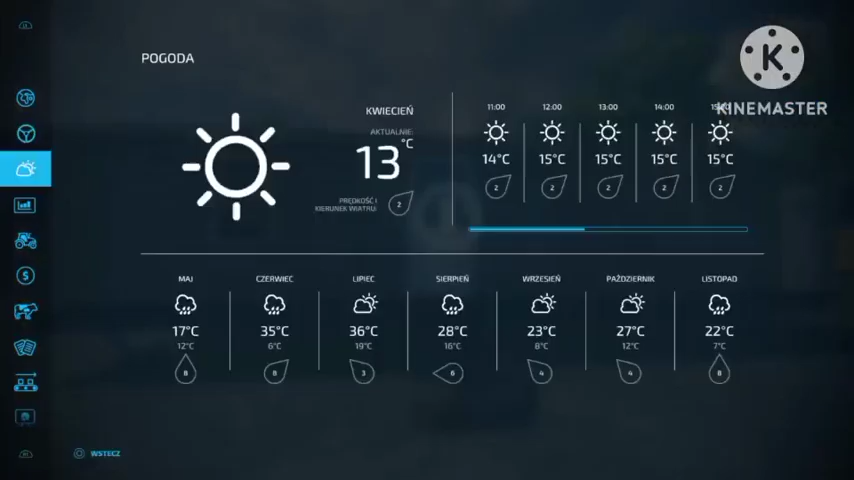 POGODA
KINEMASTER
KWIECIEŃ
AKTUALNIE:
13 °C
PRĘDKOŚĆ I
KIERUNEK WIATRU:
2
11:00 12:00 13:00 14:00
14°C 15°C 15°C 15°C 15°C
2 2 2 2 2
MAJ CZERWIEC LIPIEC SIERPIEŃ WRZESIEŃ PAŹDZIERNIK LISTOPAD
17°C 35°C 36°C 28°C 23°C 27°C 22°C
12°C 6°C 19°C 16°C 8°C 12°C 7°C
8 8 3 6 4 4 8
WSTECZ